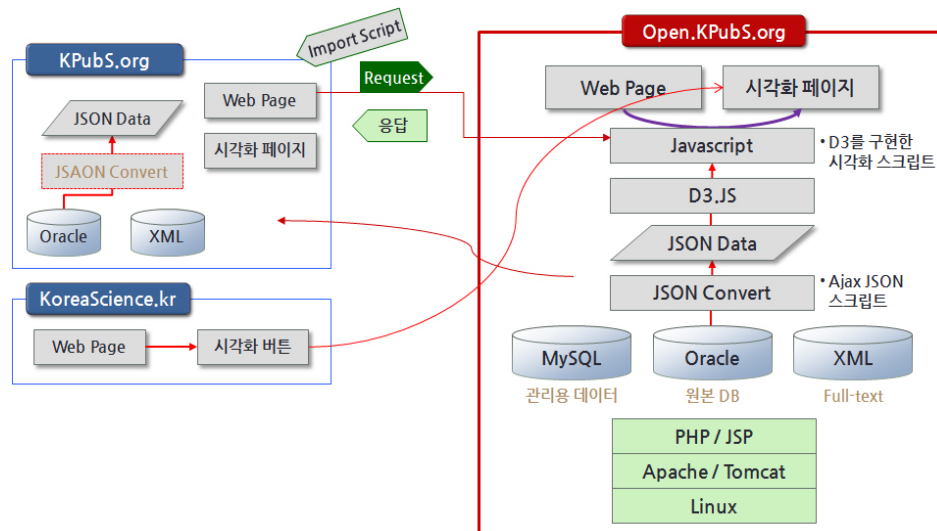 Import Script
KPubS.org
Request
Web Page
응답
JSON Data
시각화 페이지
JSAON Convert
Oracle
XML
KoreaScience.kr
Web Page
시각화 버튼
Open.KPubS.org
Web Page
시각화 페이지
Javascript
• D3를 구현한
시각화 스크립트
D3.JS
JSON Data
JSON Convert
• Ajax JSON
스크립트
MySQL
Oracle
XML
관리용 데이터
원본 DB
Full-text
PHP / JSP
Apache / Tomcat
Linux